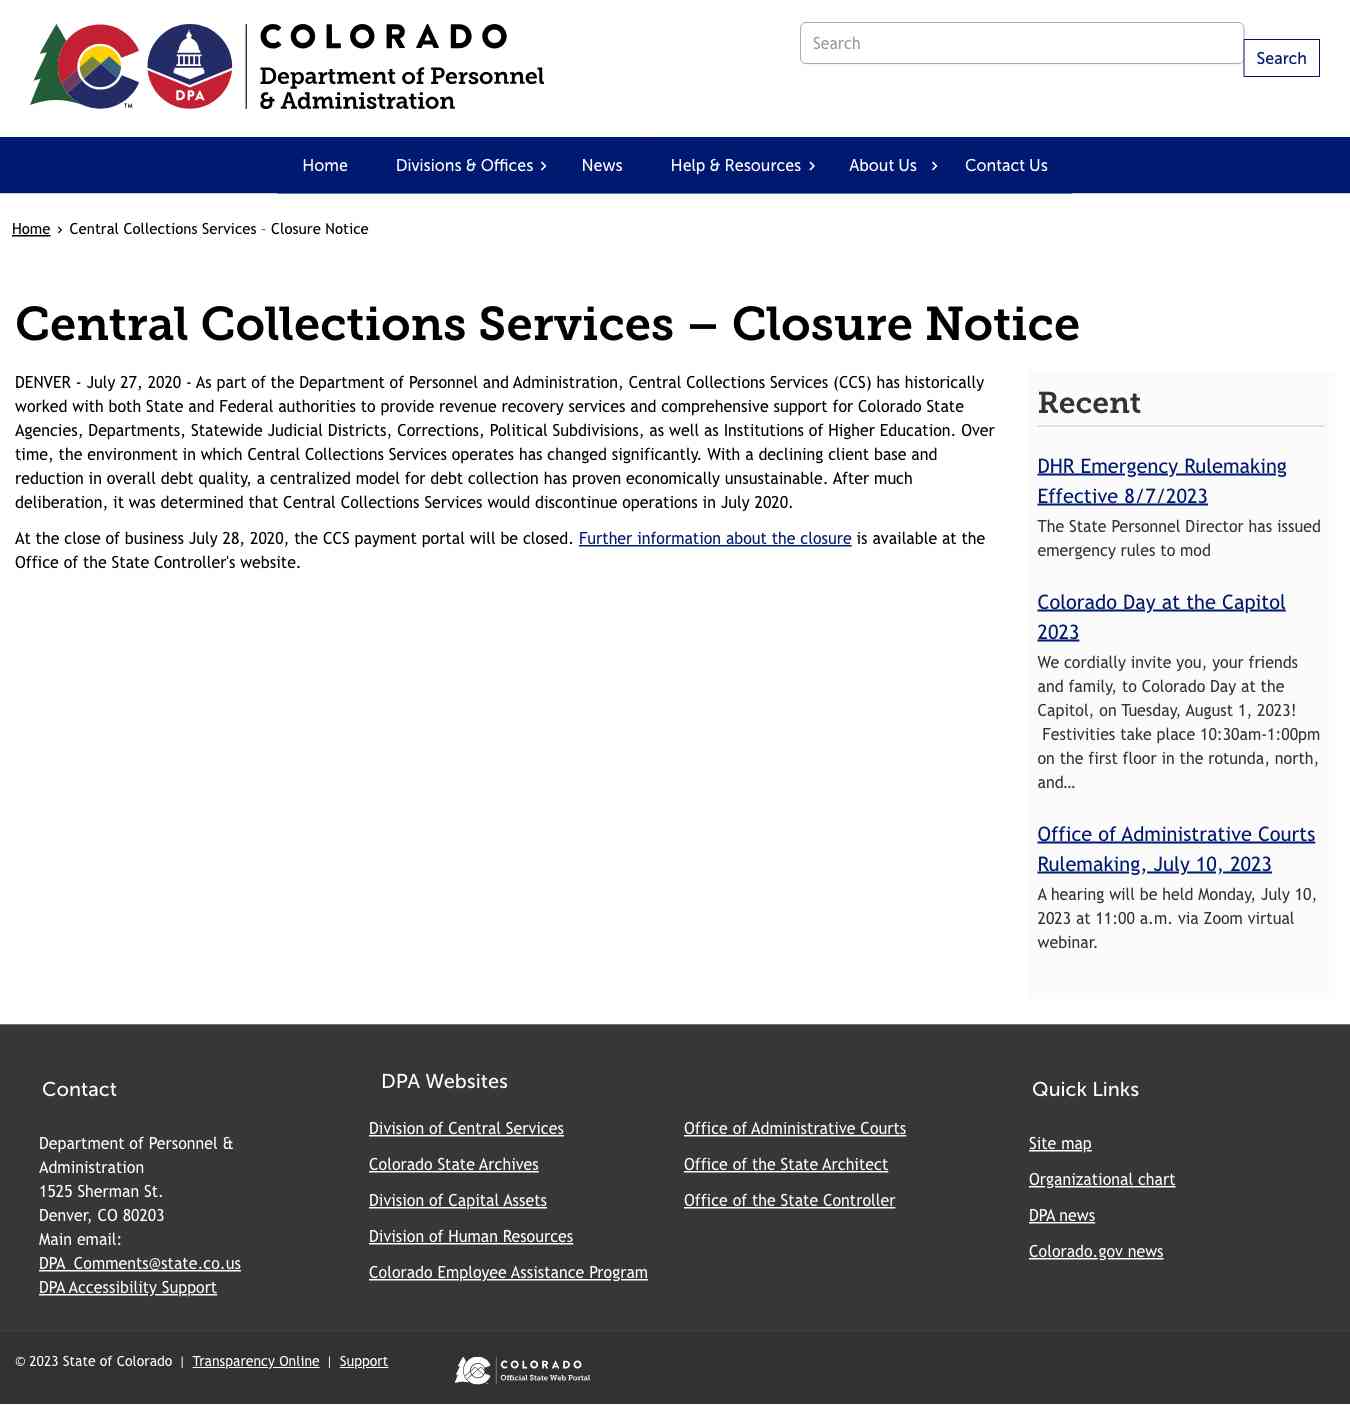 COLORADO
Department of Personnel
& Administration
DPA
TM
Search
Search
Home
Divisions & Offices
News
Help & Resources
About Us
Contact Us
Home › Central Collections Services - Closure Notice
Central Collections Services – Closure Notice
DENVER - July 27, 2020 - As part of the Department of Personnel and Administration, Central Collections Services (CCS) has historically
worked with both State and Federal authorities to provide revenue recovery services and comprehensive support for Colorado State
Agencies, Departments, Statewide Judicial Districts, Corrections, Political Subdivisions, as well as Institutions of Higher Education. Over
time, the environment in which Central Collections Services operates has changed significantly. With a declining client base and
reduction in overall debt quality, a centralized model for debt collection has proven economically unsustainable. After much
deliberation, it was determined that Central Collections Services would discontinue operations in July 2020.
At the close of business July 28, 2020, the CCS payment portal will be closed. Further information about the closure is available at the
Office of the State Controller's website.
Recent
DHR Emergency Rulemaking
Effective 8/7/2023
The State Personnel Director has issued
emergency rules to mod
Colorado Day at the Capitol
2023
We cordially invite you, your friends
and family, to Colorado Day at the
Capitol, on Tuesday, August 1, 2023!
Festivities take place 10:30am-1:00pm
on the first floor in the rotunda, north,
and…
Office of Administrative Courts
Rulemaking, July 10, 2023
A hearing will be held Monday, July 10,
2023 at 11:00 a.m. via Zoom virtual
webinar.
Contact
Department of Personnel &
Administration
1525 Sherman St.
Denver, CO 80203
Main email:
DPA_Comments@state.co.us
DPA Accessibility Support
DPA Websites
Division of Central Services
Colorado State Archives
Division of Capital Assets
Division of Human Resources
Colorado Employee Assistance Program
Office of Administrative Courts
Office of the State Architect
Office of the State Controller
Quick Links
Site map
Organizational chart
DPA news
Colorado.gov news
© 2023 State of Colorado | Transparency Online | Support
COLORADO
Official State Web Portal